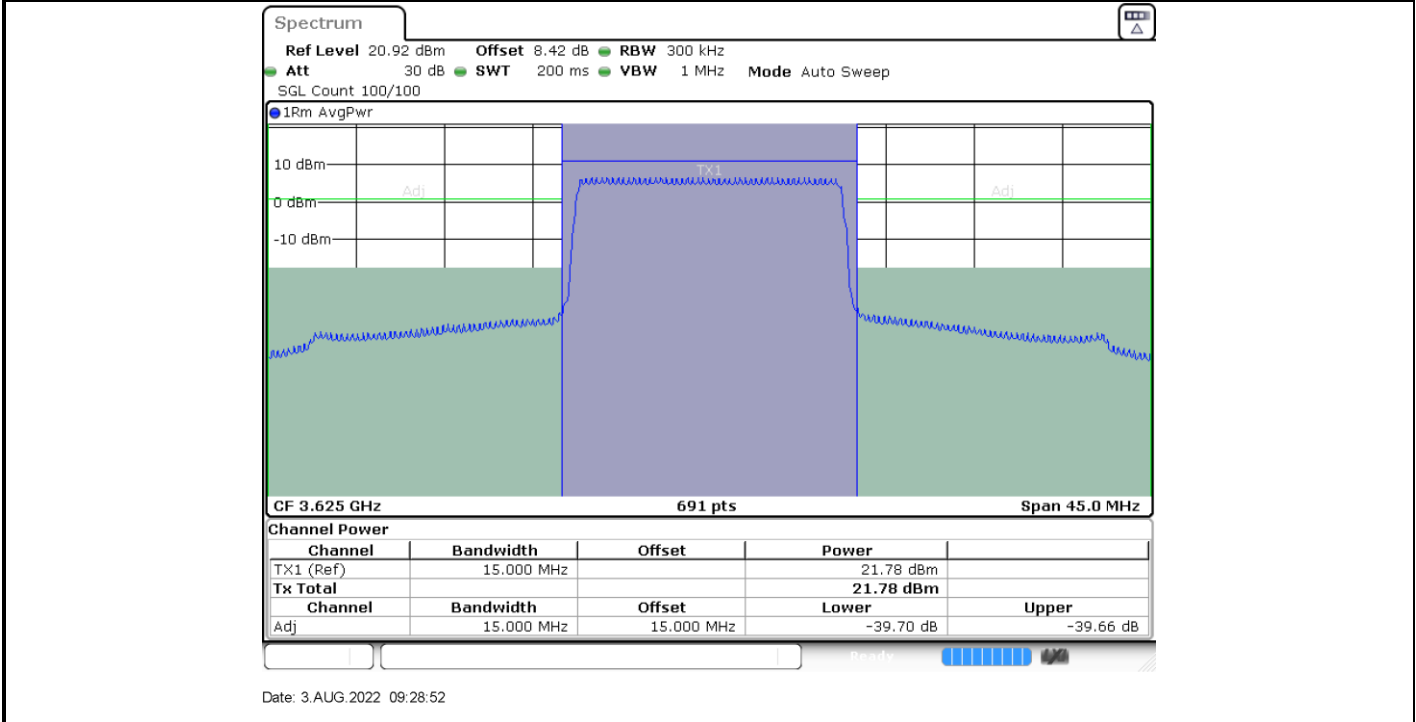 Spectrum
Ref Level 20.92 dBm Offset 8.42 dB RBW 300 kHz
Att 30 dB SWT 200 ms VBW 1 MHz Mode Auto Sweep
SGL Count 100/100
1Rm AvgPwr
10 dBm
TX1
Adj Adj
0 dBm
-10 dBm
CF 3.625 GHz 691 pts Span 45.0 MHz
Channel Power
Channel Bandwidth Offset Power
TX1 (Ref) 15.000 MHz 21.78 dBm
Tx Total 21.78 dBm
Channel Bandwidth Offset Lower Upper
Adj 15.000 MHz 15.000 MHz -39.70 dB -39.66 dB
Ready
Date: 3.AUG.2022 09:28:52